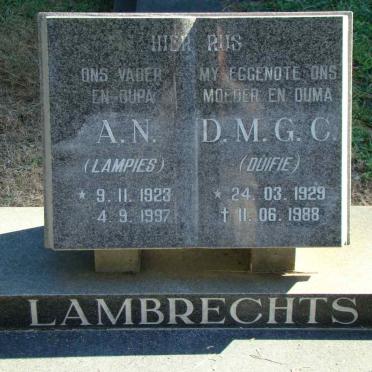 HIER RUS
ONS VADER
EN OUPA
A.N.
(LAMPIES)
* 9.11.1923
4.9.1997
MY EGGENOTE ONS
MOEDER EN OUMA
D.M.G.C.
(DUIFIE)
* 24.03.1929
† 11.06.1988
LAMBRECHTS